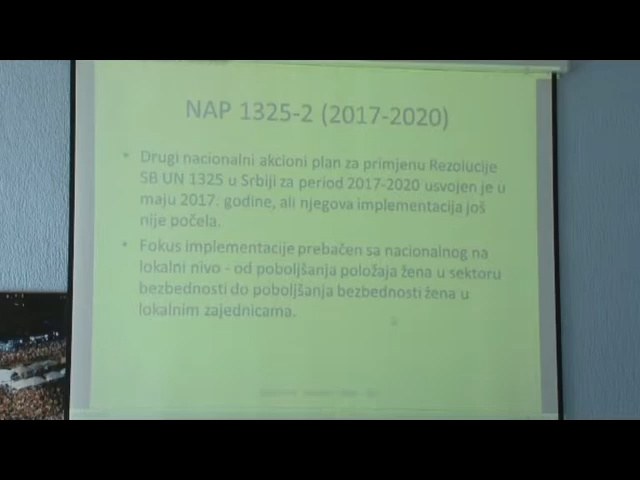 NAP 1325-2 (2017-2020)
• Drugi nacionalni akcioni plan za primjenu Rezolucije
SB UN 1325 u Srbiji za period 2017-2020 usvojen je u
maju 2017. godine, ali njegova implementacija još
nije počela.
• Fokus implementacije prebačen sa nacionalnog na
lokalni nivo - od poboljšanja položaja žena u sektoru
bezbednosti do poboljšanja bezbednosti žena u
lokalnim zajednicama.